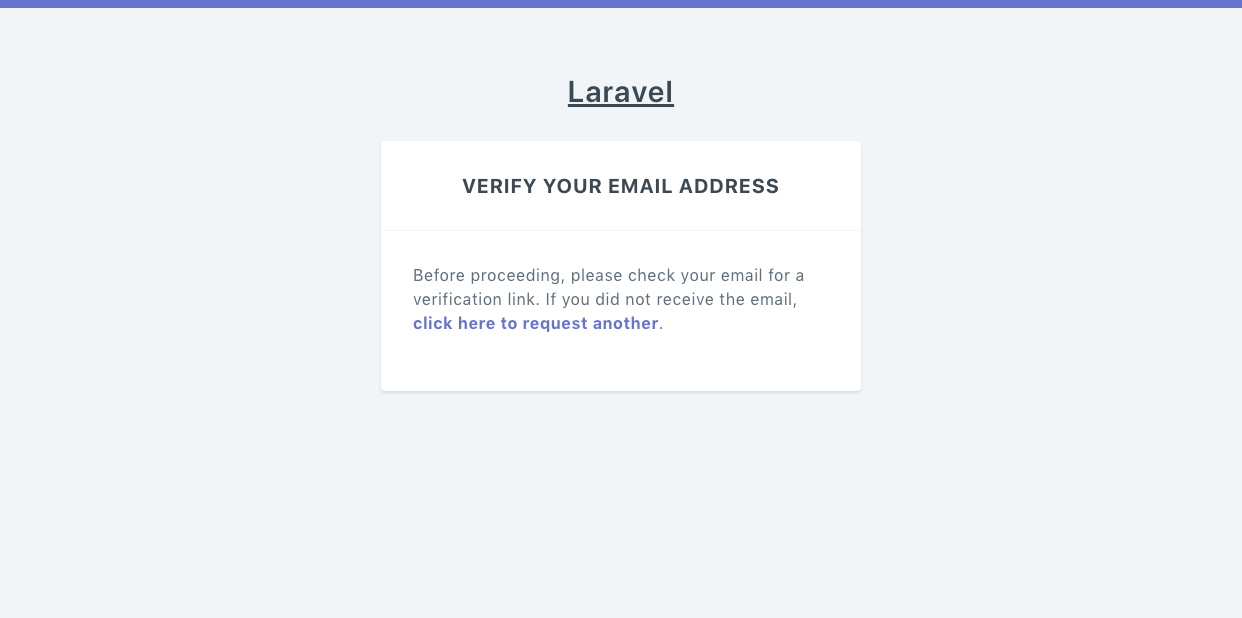 Laravel
VERIFY YOUR EMAIL ADDRESS
Before proceeding, please check your email for a
verification link. If you did not receive the email,
click here to request another.